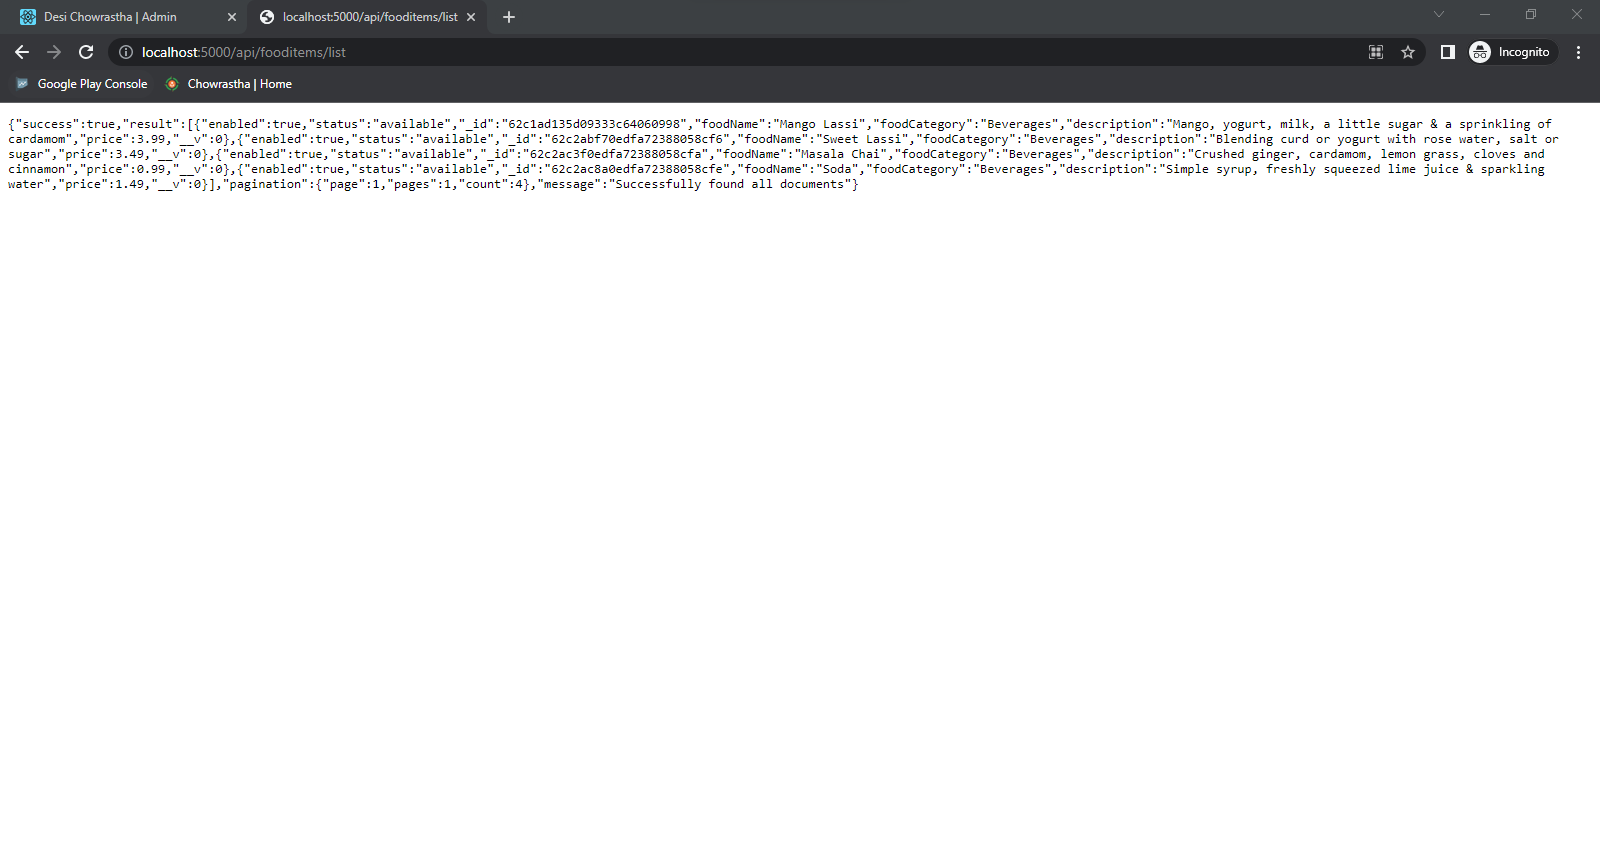 Desi Chowrastha | Admin
localhost:5000/api/fooditems/list
localhost:5000/api/fooditems/list
Incognito
Google Play Console
Chowrastha | Home
{"success":true,"result":[{"enabled":true,"status":"available","_id":"62c1ad135d09333c64060998","foodName":"Mango Lassi","foodCategory":"Beverages","description":"Mango, yogurt, milk, a little sugar & a sprinkling of
cardamom","price":3.99,"__v":0},{"enabled":true,"status":"available","_id":"62c2abf70edfa72388058cf6","foodName":"Sweet Lassi","foodCategory":"Beverages","description":"Blending curd or yogurt with rose water, salt or
sugar","price":3.49,"__v":0},{"enabled":true,"status":"available","_id":"62c2ac3f0edfa72388058cfa","foodName":"Masala Chai","foodCategory":"Beverages","description":"Crushed ginger, cardamom, lemon grass, cloves and
cinnamon","price":0.99,"__v":0},{"enabled":true,"status":"available","_id":"62c2ac8a0edfa72388058cfe","foodName":"Soda","foodCategory":"Beverages","description":"Simple syrup, freshly squeezed lime juice & sparkling
water","price":1.49,"__v":0}],"pagination":{"page":1,"pages":1,"count":4},"message":"Successfully found all documents"}